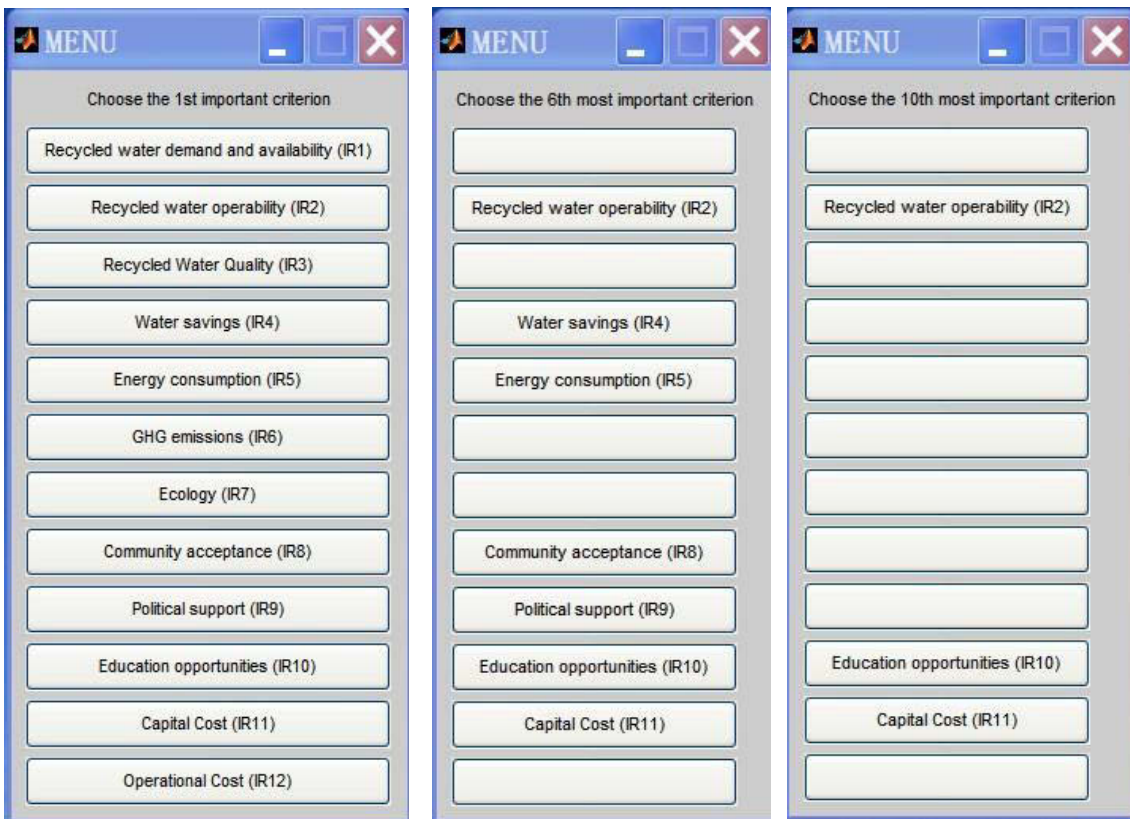 MENU
Choose the 1st important criterion
Recycled water demand and availability (IR1)
Recycled water operability (IR2)
Recycled Water Quality (IR3)
Water savings (IR4)
Energy consumption (IR5)
GHG emissions (IR6)
Ecology (IR7)
Community acceptance (IR8)
Political support (IR9)
Education opportunities (IR10)
Capital Cost (IR11)
Operational Cost (IR12)
MENU
Choose the 6th most important criterion
Recycled water operability (IR2)
Water savings (IR4)
Energy consumption (IR5)
Community acceptance (IR8)
Political support (IR9)
Education opportunities (IR10)
Capital Cost (IR11)
MENU
Choose the 10th most important criterion
Recycled water operability (IR2)
Education opportunities (IR10)
Capital Cost (IR11)